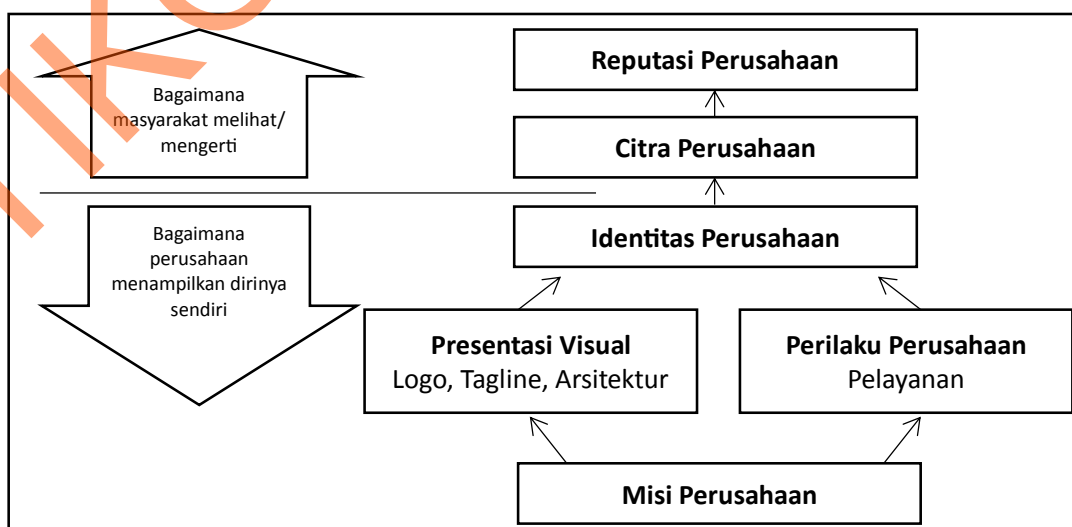 Reputasi Perusahaan
Bagaimana
masyarakat melihat/
mengerti
Citra Perusahaan
Identitas Perusahaan
Bagaimana
perusahaan
menampilkan dirinya
sendiri
Presentasi Visual
Logo, Tagline, Arsitektur
Perilaku Perusahaan
Pelayanan
Misi Perusahaan